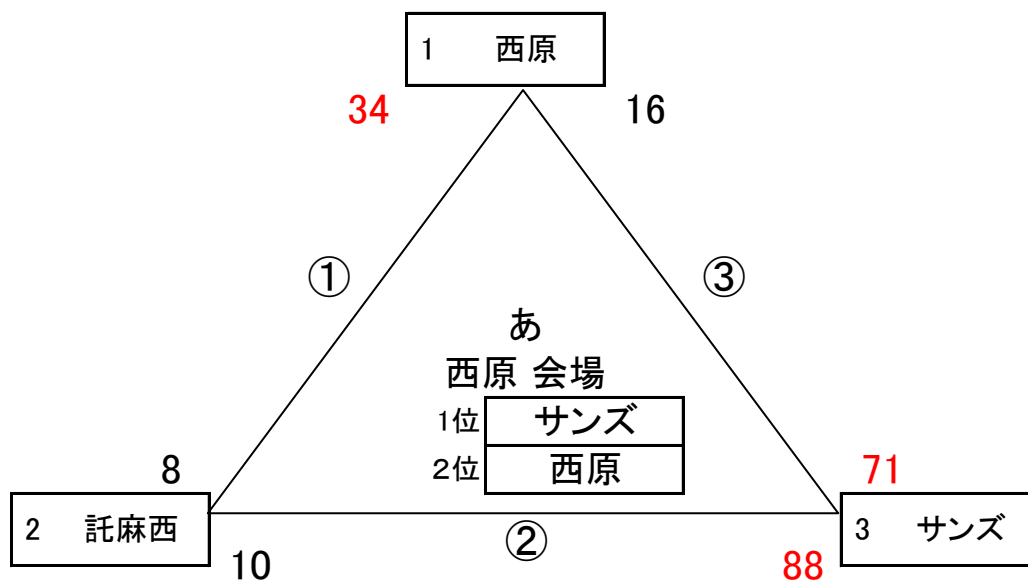 1 西原
34 16
① ③
あ
西原 会場
1位 サンズ
2位 西原
8 71
2 託麻西 3 サンズ
②
10 88